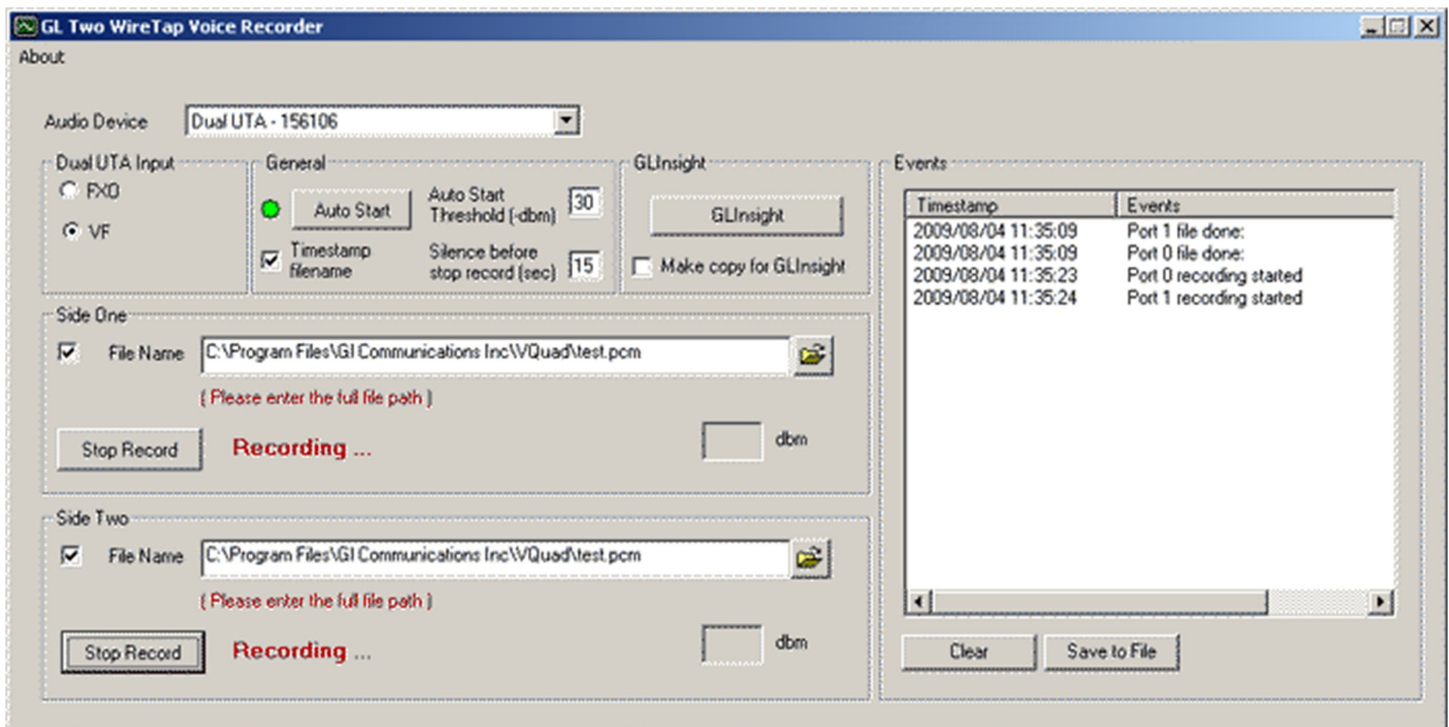 GL Two WireTap Voice Recorder
About
Audio Device
Dual UTA - 156106
Dual UTA Input
FXO
VF
General
Auto Start
Auto Start
Threshold (-dbm)
30
Timestamp
filename
Silence before
stop record (sec)
15
GLInsight
GLInsight
Make copy for GLInsight
Side One
File Name
C:\Program Files\Gl Communications Inc\VQuad\test.pcm
( Please enter the full file path )
Stop Record
Recording ...
dbm
Side Two
File Name
C:\Program Files\Gl Communications Inc\VQuad\test.pcm
( Please enter the full file path )
Stop Record
Recording ...
dbm
Events
Timestamp Events
2009/08/04 11:35:09 Port 1 file done:
2009/08/04 11:35:09 Port 0 file done:
2009/08/04 11:35:23 Port 0 recording started
2009/08/04 11:35:24 Port 1 recording started
Clear
Save to File